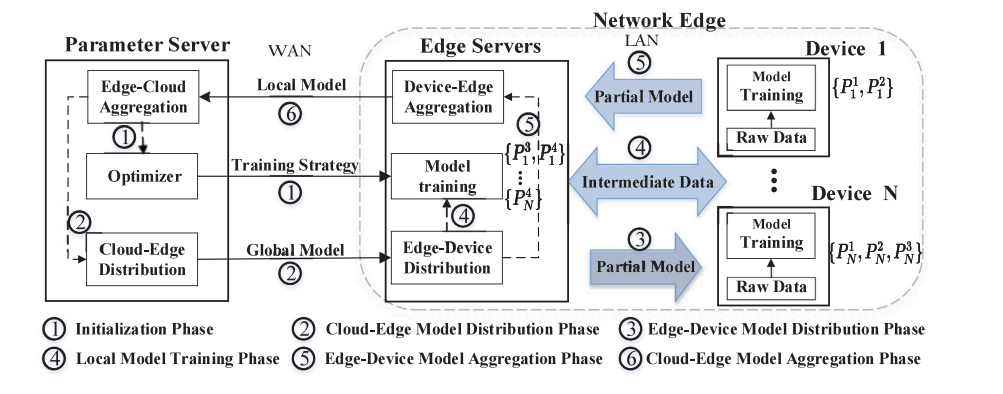 Network Edge
Parameter Server
WAN
Edge Servers
LAN
Device 1
Edge-Cloud
Aggregation
Local Model
⑥
Device-Edge
Aggregation
⑤
Partial Model
Model
Training
Raw Data
{P_1^1, P_1^2}
①
⑤
Optimizer
Training Strategy
①
Model
training
{P_1^3, P_1^4}
⋮
{P_N^4}
④
Intermediate Data
⋮
Device N
②
④
Cloud-Edge
Distribution
Global Model
②
Edge-Device
Distribution
③
Partial Model
Model
Training
Raw Data
{P_N^1, P_N^2, P_N^3}
① Initialization Phase
② Cloud-Edge Model Distribution Phase
③ Edge-Device Model Distribution Phase
④ Local Model Training Phase
⑤ Edge-Device Model Aggregation Phase
⑥ Cloud-Edge Model Aggregation Phase